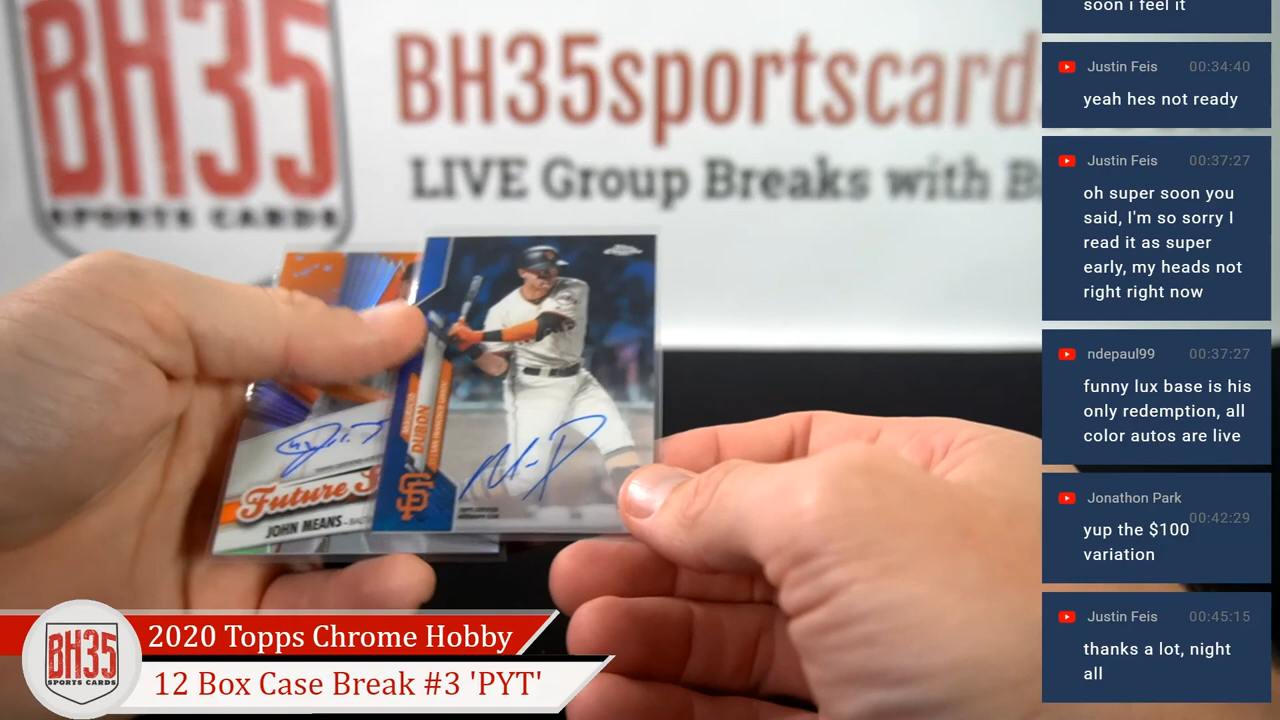 BH35
SPORTS CARDS
BH35sportscard
LIVE Group Breaks with B
Future
JOHN MEANS
DUBON
SF
BH35
SPORTS CARDS
2020 Topps Chrome Hobby
12 Box Case Break #3 'PYT'
soon i feel it
Justin Feis 00:34:40
yeah hes not ready
Justin Feis 00:37:27
oh super soon you
said, I'm so sorry I
read it as super
early, my heads not
right right now
ndepaul99 00:37:27
funny lux base is his
only redemption, all
color autos are live
Jonathon Park
00:42:29
yup the $100
variation
Justin Feis 00:45:15
thanks a lot, night
all